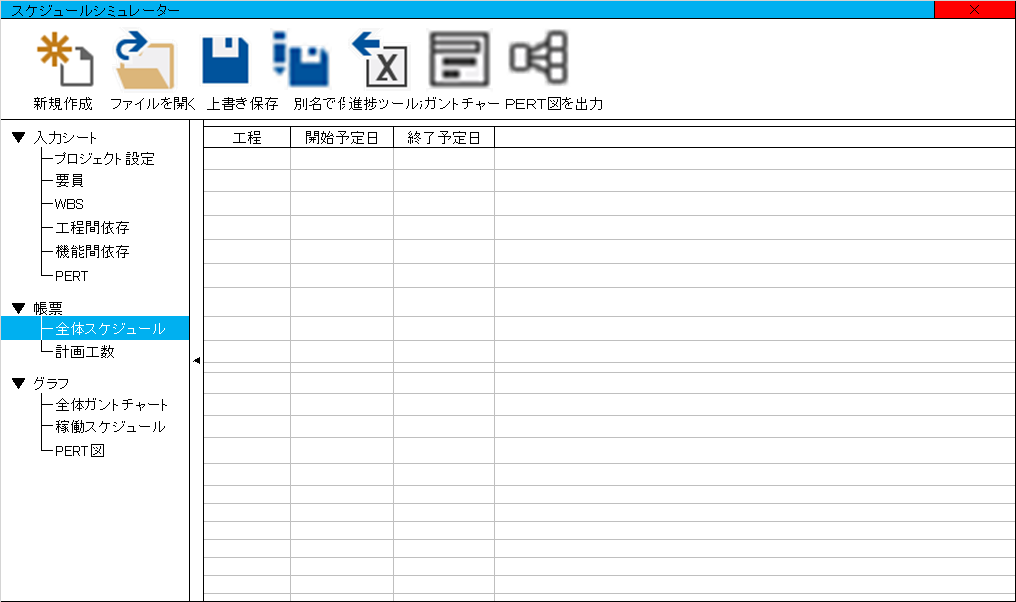 スケジュールシミュレーター
新規作成 ファイルを開く 上書き保存 別名で 進捗ツール ガントチャー PERT図を出力
▼ 入力シート
プロジェクト設定
要員
WBS
工程間依存
機能間依存
PERT
▼ 帳票
全体スケジュール
計画工数
▼ グラフ
全体ガントチャート
稼働スケジュール
PERT図
工程 開始予定日 終了予定日